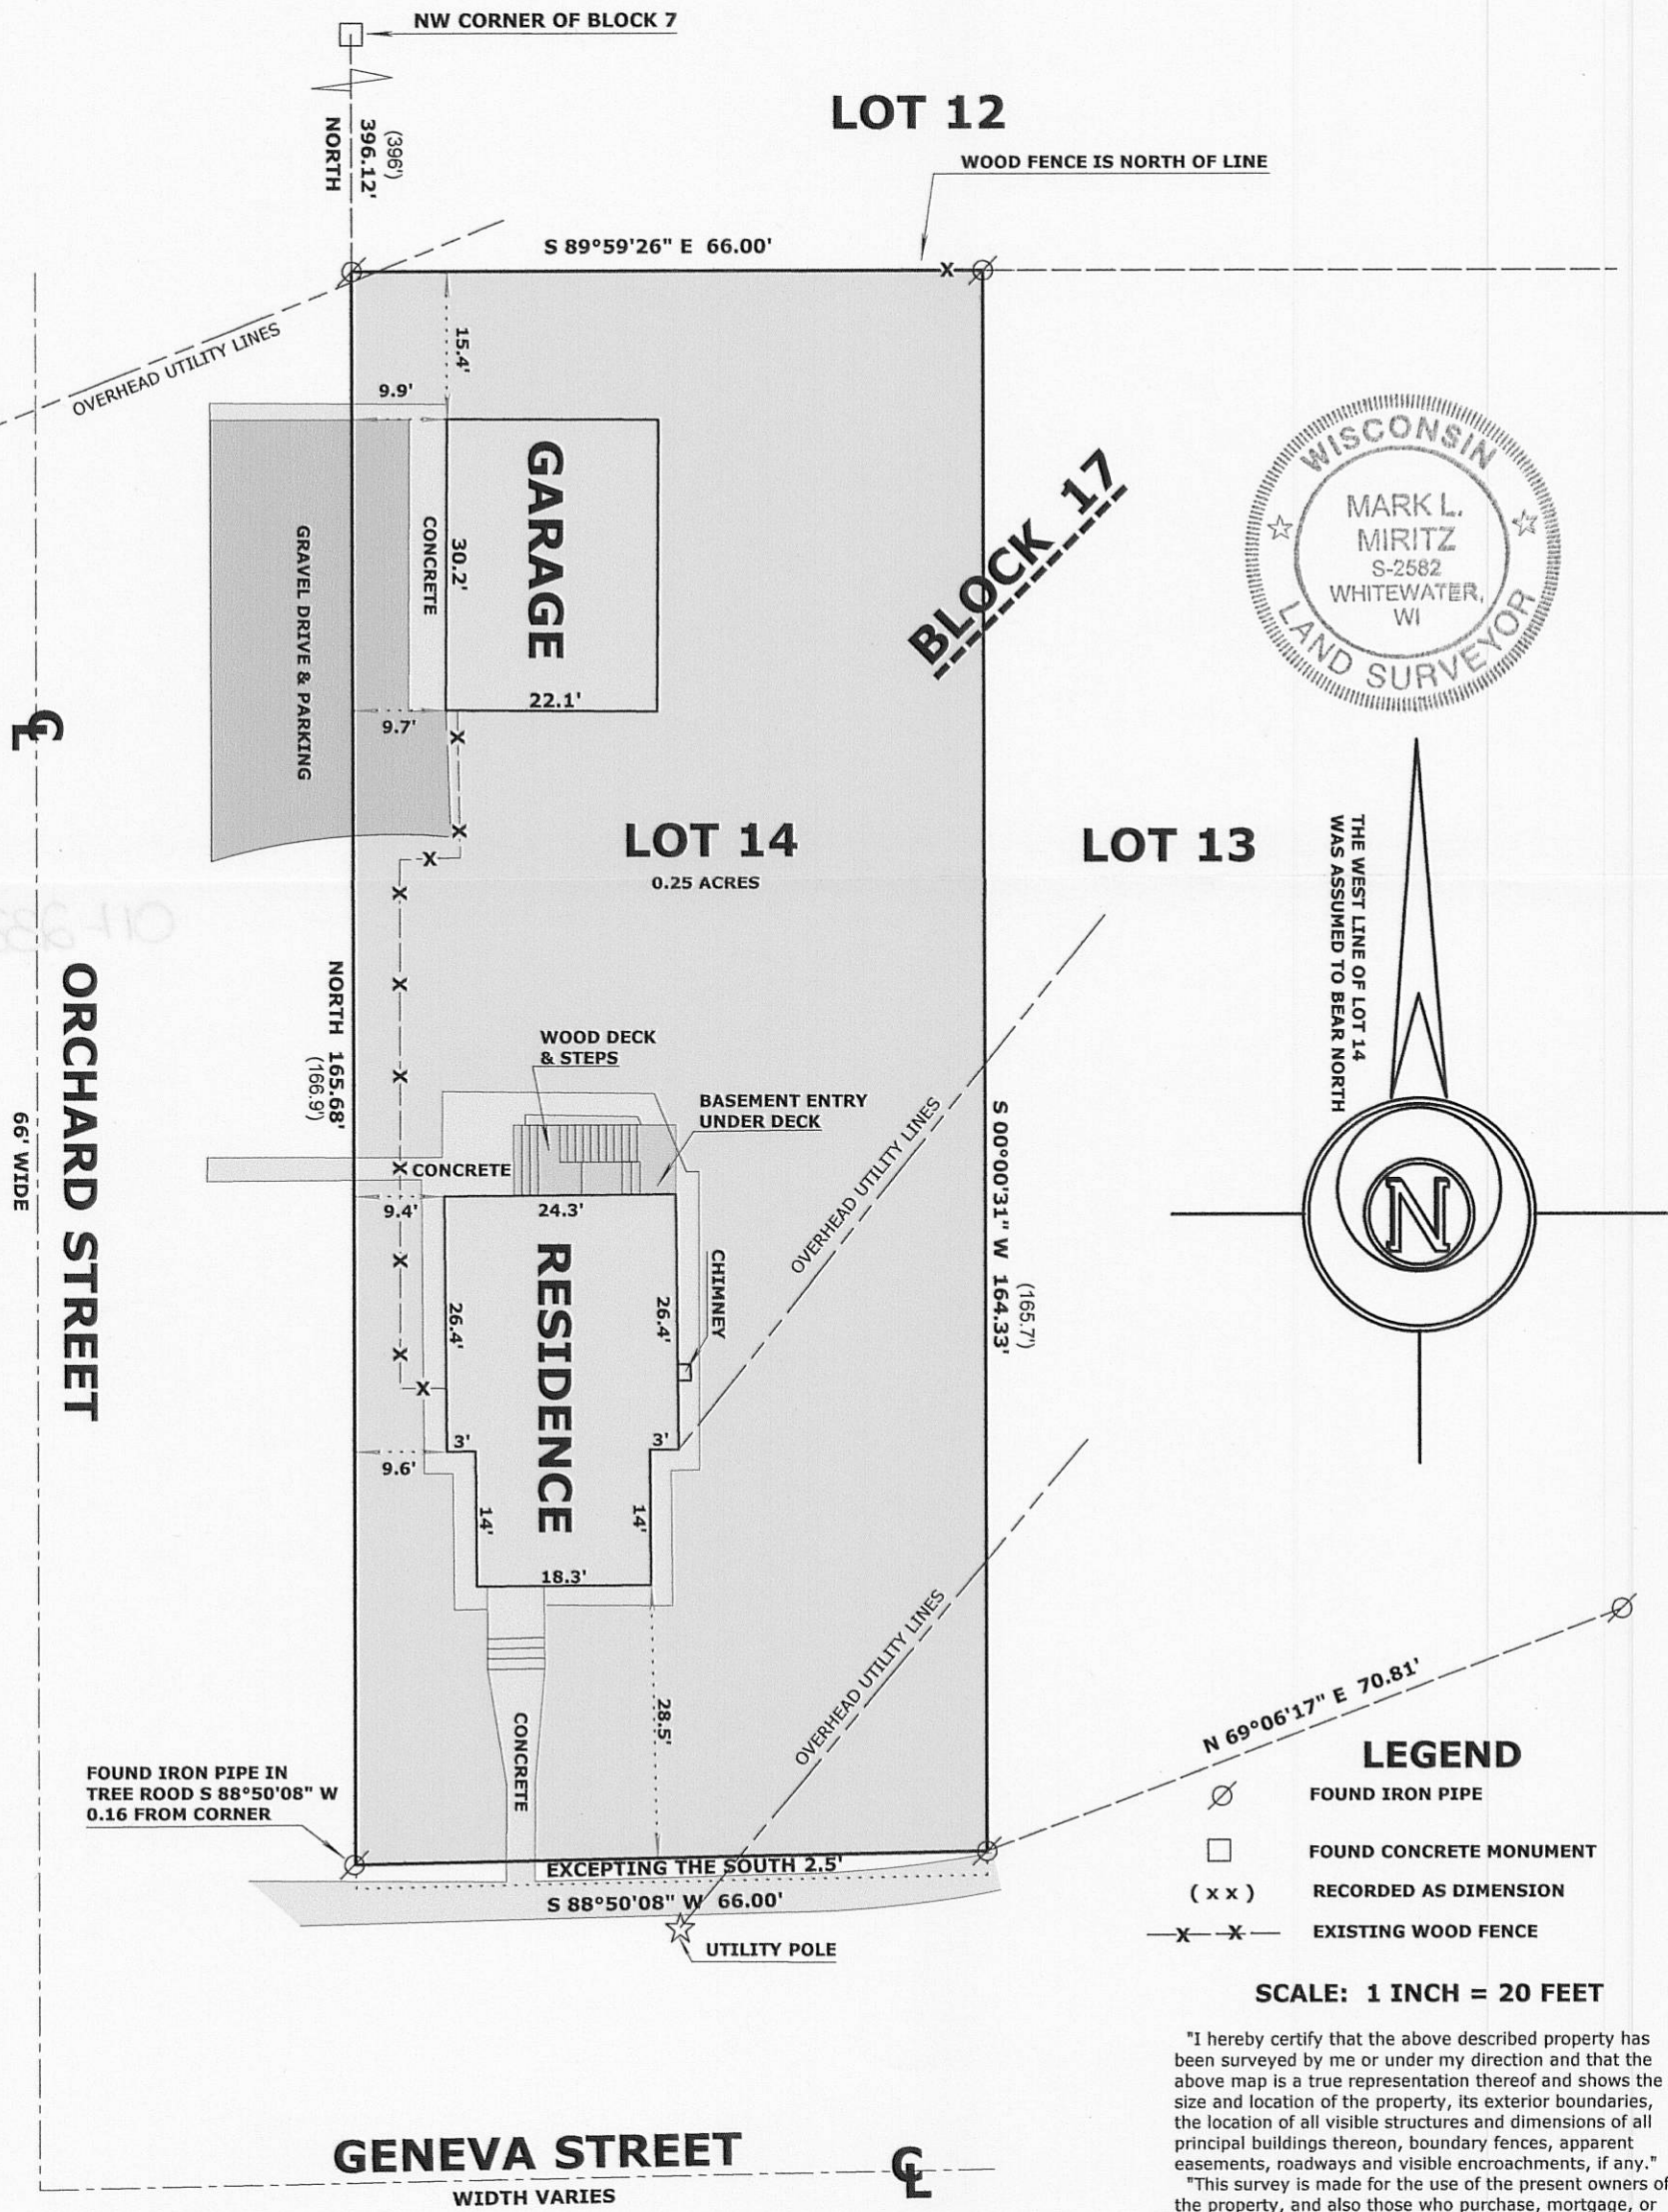 NW CORNER OF BLOCK 7
(396')
396.12'
NORTH
LOT 12
WOOD FENCE IS NORTH OF LINE
S 89°59'26" E 66.00'
X
OVERHEAD UTILITY LINES
15.4'
9.9'
GARAGE
30.2'
CONCRETE
22.1'
9.7'
GRAVEL DRIVE & PARKING
BLOCK 17
WISCONSIN
MARK L.
MIRITZ
S-2582
WHITEWATER,
WI
LAND SURVEYOR
CL
X
X
X
X
X
X
X
X
X
X
LOT 14
0.25 ACRES
LOT 13
THE WEST LINE OF LOT 14
WAS ASSUMED TO BEAR NORTH
N
ORCHARD STREET
66' WIDE
NORTH 165.68'
(166.9')
WOOD DECK
& STEPS
BASEMENT ENTRY
UNDER DECK
CONCRETE
9.4'
24.3'
RESIDENCE
CHIMNEY
26.4'
26.4'
3'
3'
9.6'
14'
14'
18.3'
OVERHEAD UTILITY LINES
S 00°00'31" W 164.33'
(165.7')
28.5'
CONCRETE
OVERHEAD UTILITY LINES
N 69°06'17" E 70.81'
FOUND IRON PIPE IN
TREE ROOD S 88°50'08" W
0.16 FROM CORNER
EXCEPTING THE SOUTH 2.5'
S 88°50'08" W 66.00'
UTILITY POLE
LEGEND
FOUND IRON PIPE
FOUND CONCRETE MONUMENT
(xx) RECORDED AS DIMENSION
X X EXISTING WOOD FENCE
SCALE: 1 INCH = 20 FEET
"I hereby certify that the above described property has
been surveyed by me or under my direction and that the
above map is a true representation thereof and shows the
size and location of the property, its exterior boundaries,
the location of all visible structures and dimensions of all
principal buildings thereon, boundary fences, apparent
easements, roadways and visible encroachments, if any."
"This survey is made for the use of the present owners of
the property, and also those who purchase, mortgage, or
GENEVA STREET
CL
WIDTH VARIES